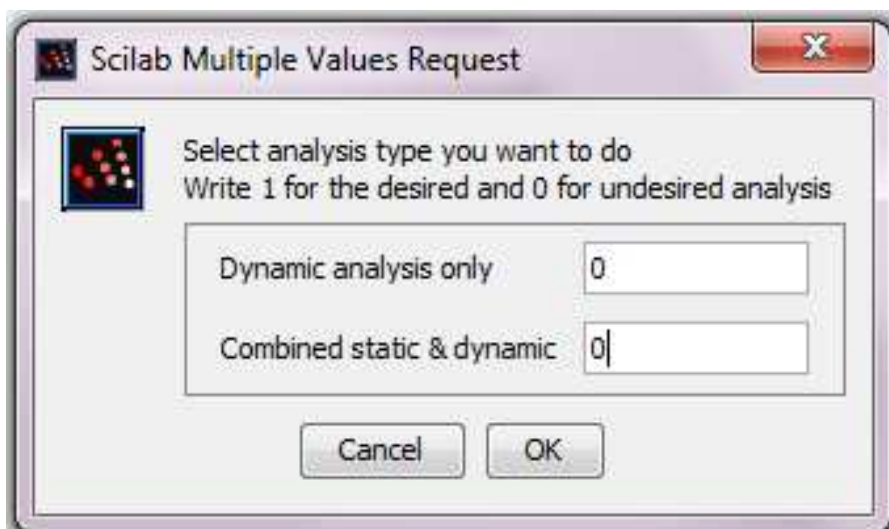 Scilab Multiple Values Request
Select analysis type you want to do
Write 1 for the desired and 0 for undesired analysis
Dynamic analysis only 0
Combined static & dynamic 0
Cancel OK